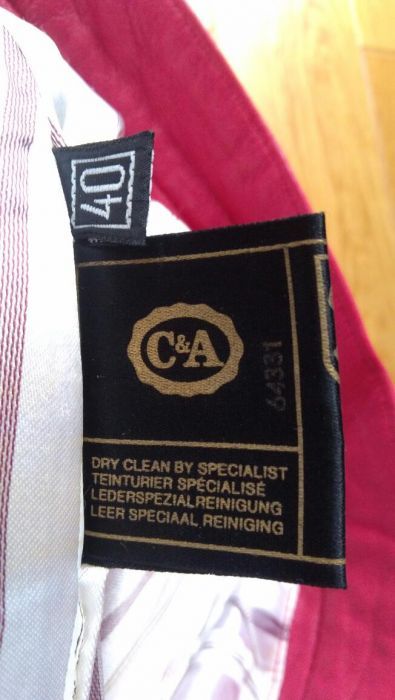 40
C&A
64331
DRY CLEAN BY SPECIALIST
TEINTURIER SPÉCIALISÉ
LEDERSPEZIALREINIGUNG
LEER SPECIAAL REINIGING